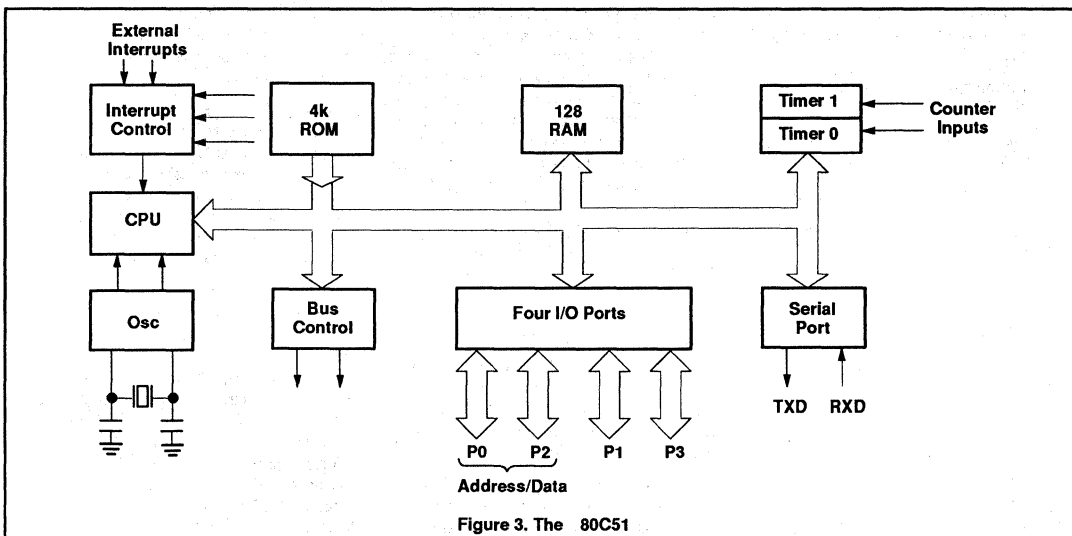 External
Interrupts
Interrupt
Control
4k
ROM
128
RAM
Timer 1
Timer 0
Counter
Inputs
CPU
Osc
Bus
Control
Four I/O Ports
Serial
Port
TXD RXD
P0 P2 P1 P3
Address/Data
Figure 3. The 80C51